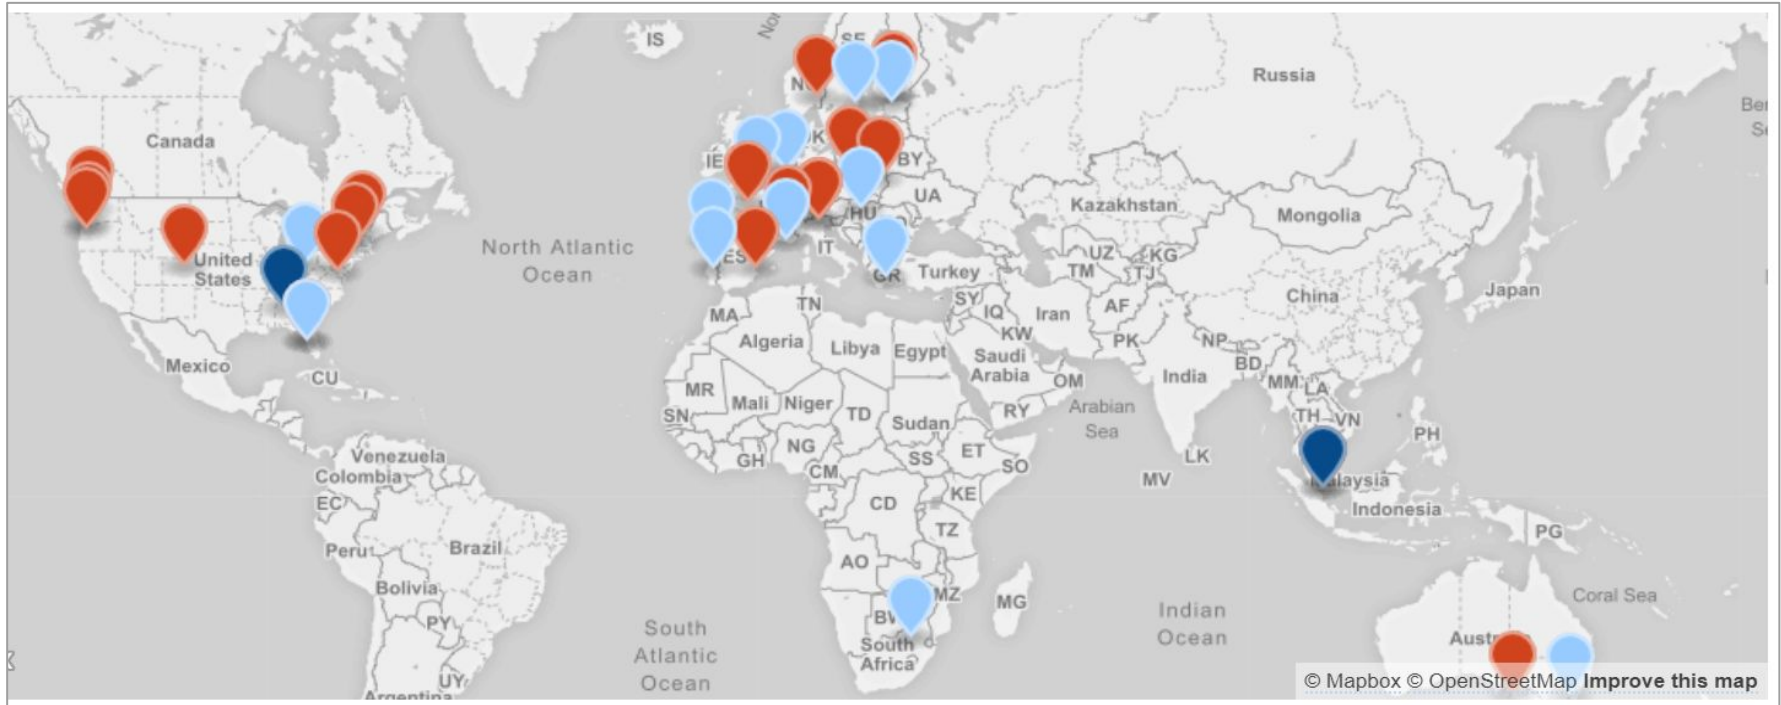 IS
SE
Russia
Canada
IE
BY
UA
Kazakhstan
Mongolia
HU
North Atlantic
Ocean
IT
ES
United
States
UZ
KG
TM
TJ
GR
Turkey
China
Japan
TN
SY
MA
IQ
Iran
AF
Algeria
Libya
Egypt
KW
PK
NP
BD
Mexico
CU
Saudi
Arabia
OM
India
MM
LA
MR
Mali
Niger
TD
Sudan
RY
Arabian
Sea
TH
VN
SN
PH
NG
GH
CM
SS
ET
SO
LK
MV
Venezuela
Colombia
EC
CD
KE
Indonesia
TZ
PG
Peru
Brazil
AO
Bolivia
MZ
MG
Coral Sea
PY
South
Atlantic
Ocean
Indian
Ocean
South
Africa
UY
Argentina
© Mapbox © OpenStreetMap Improve this map